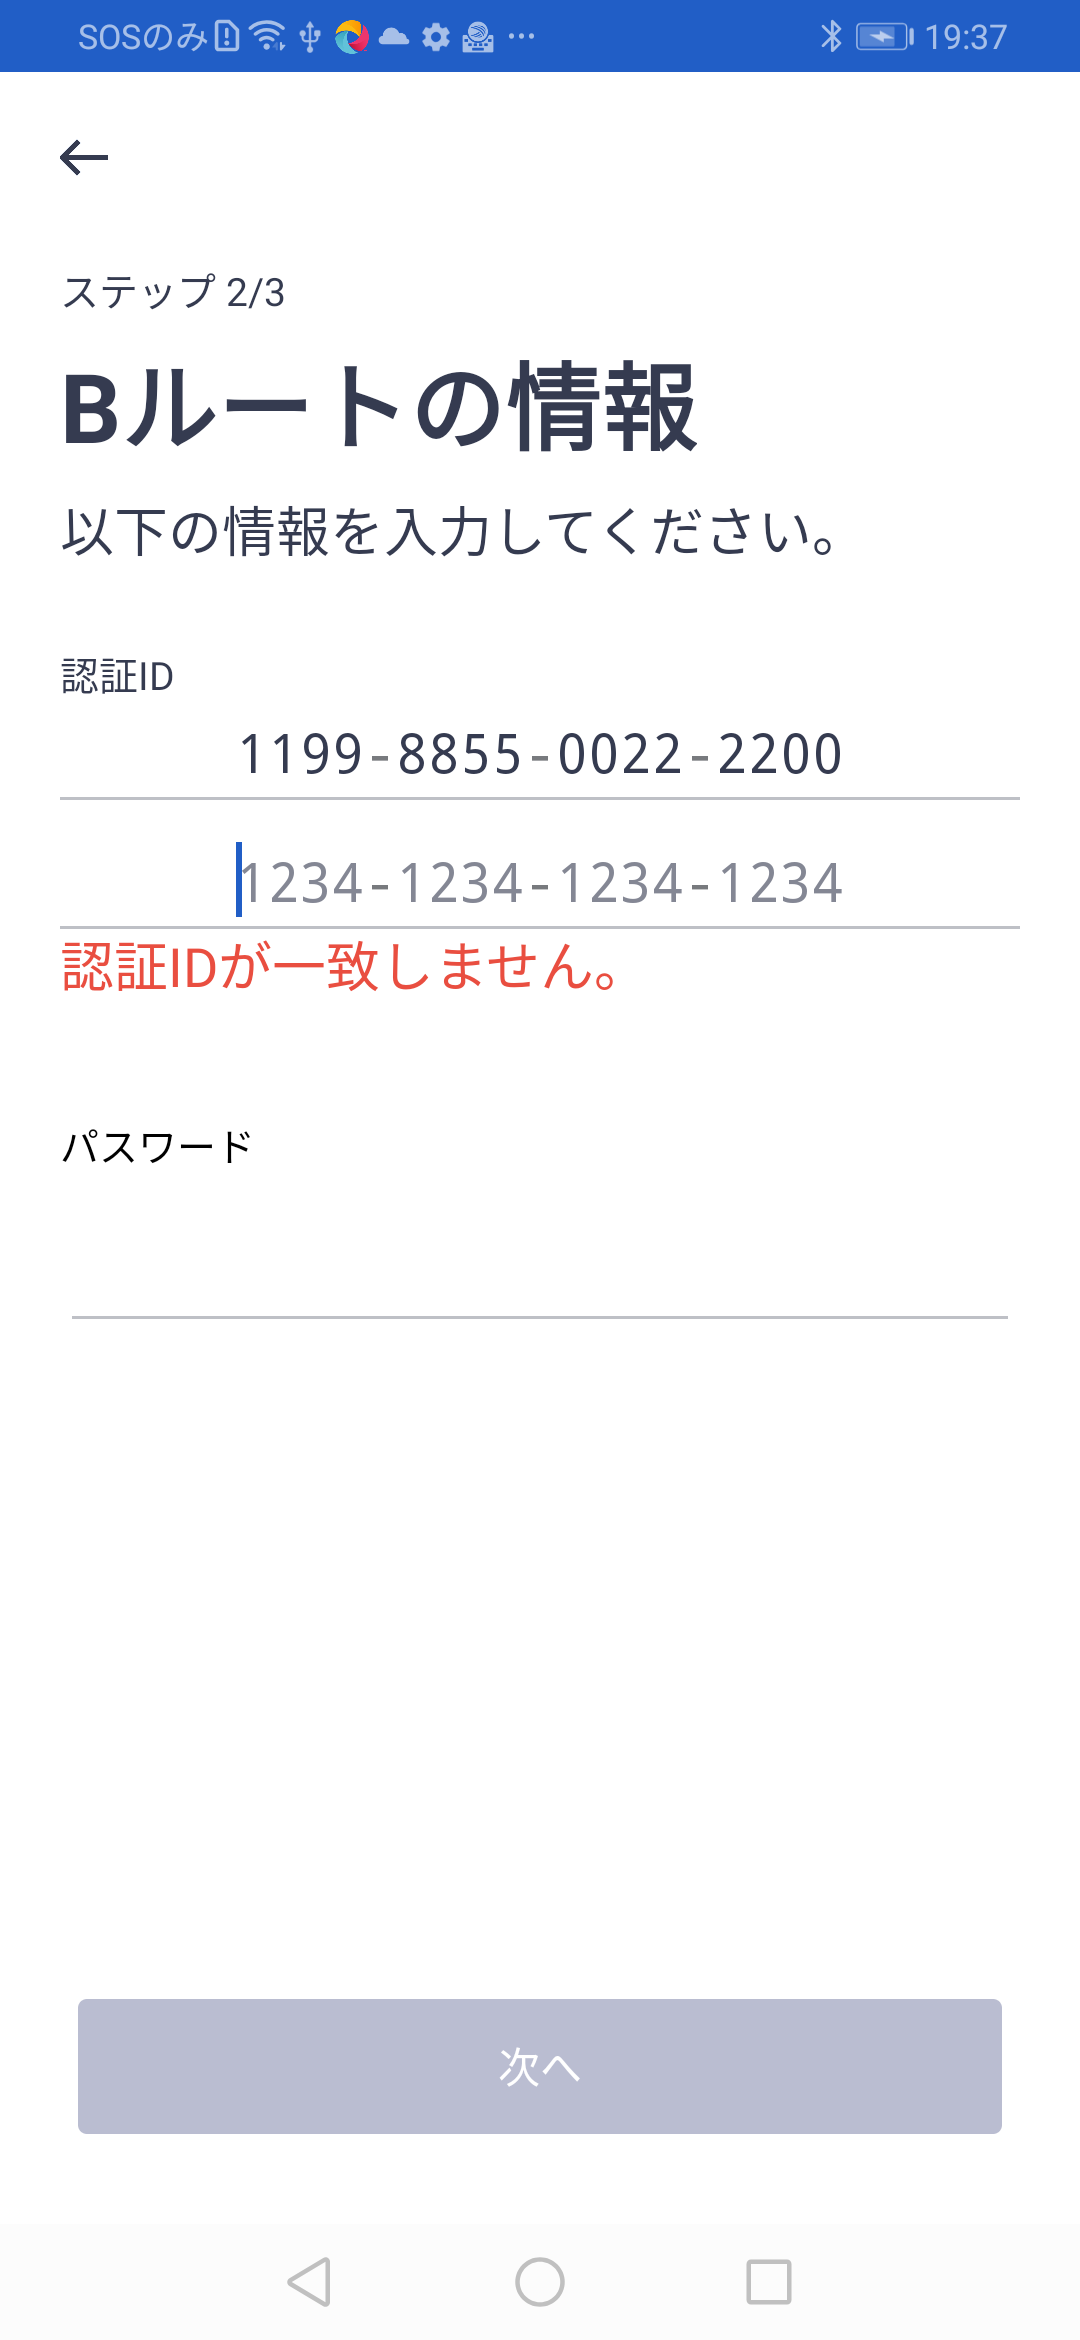 SOSのみ 19:37
ステップ 2/3
Bルートの情報
以下の情報を入力してください。
認証ID
1199-8855-0022-2200
1234-1234-1234-1234
認証IDが一致しません。
パスワード
次へ